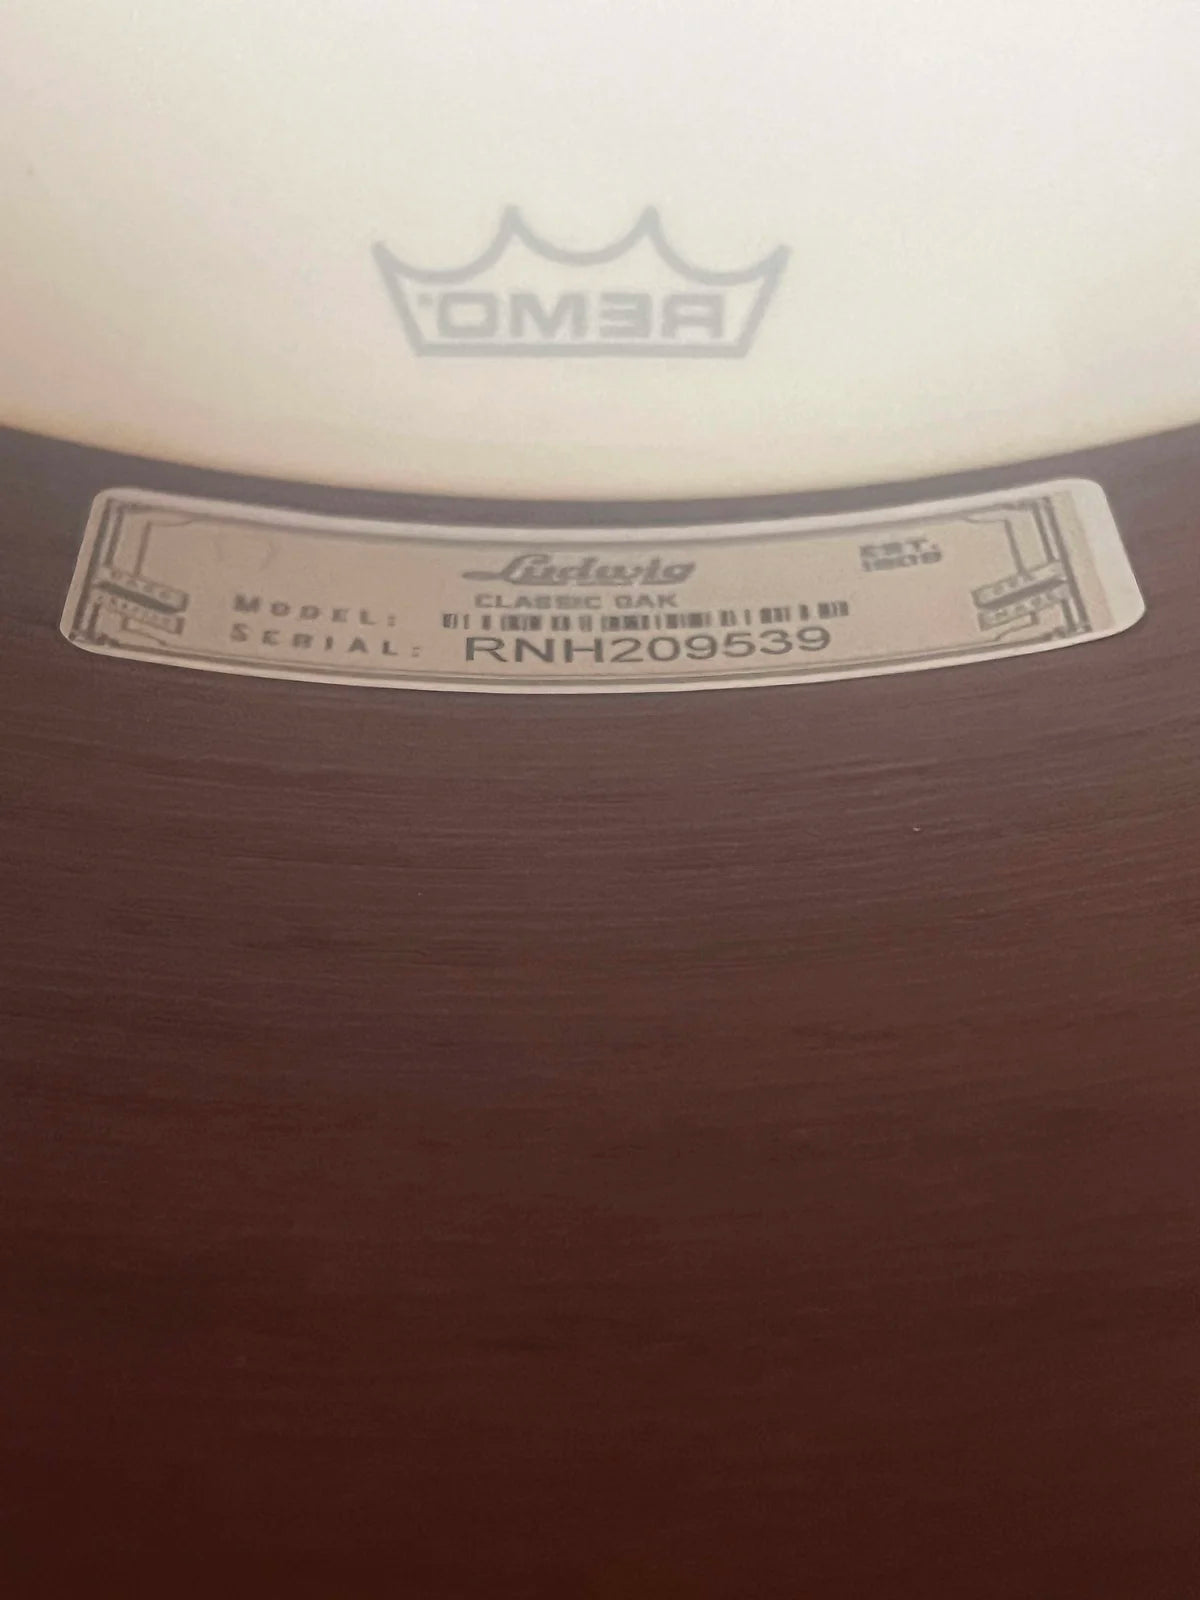 REMO
Ludwig
EST.
1909
CLASSIC OAK
MODEL:
SERIAL: RNH209539